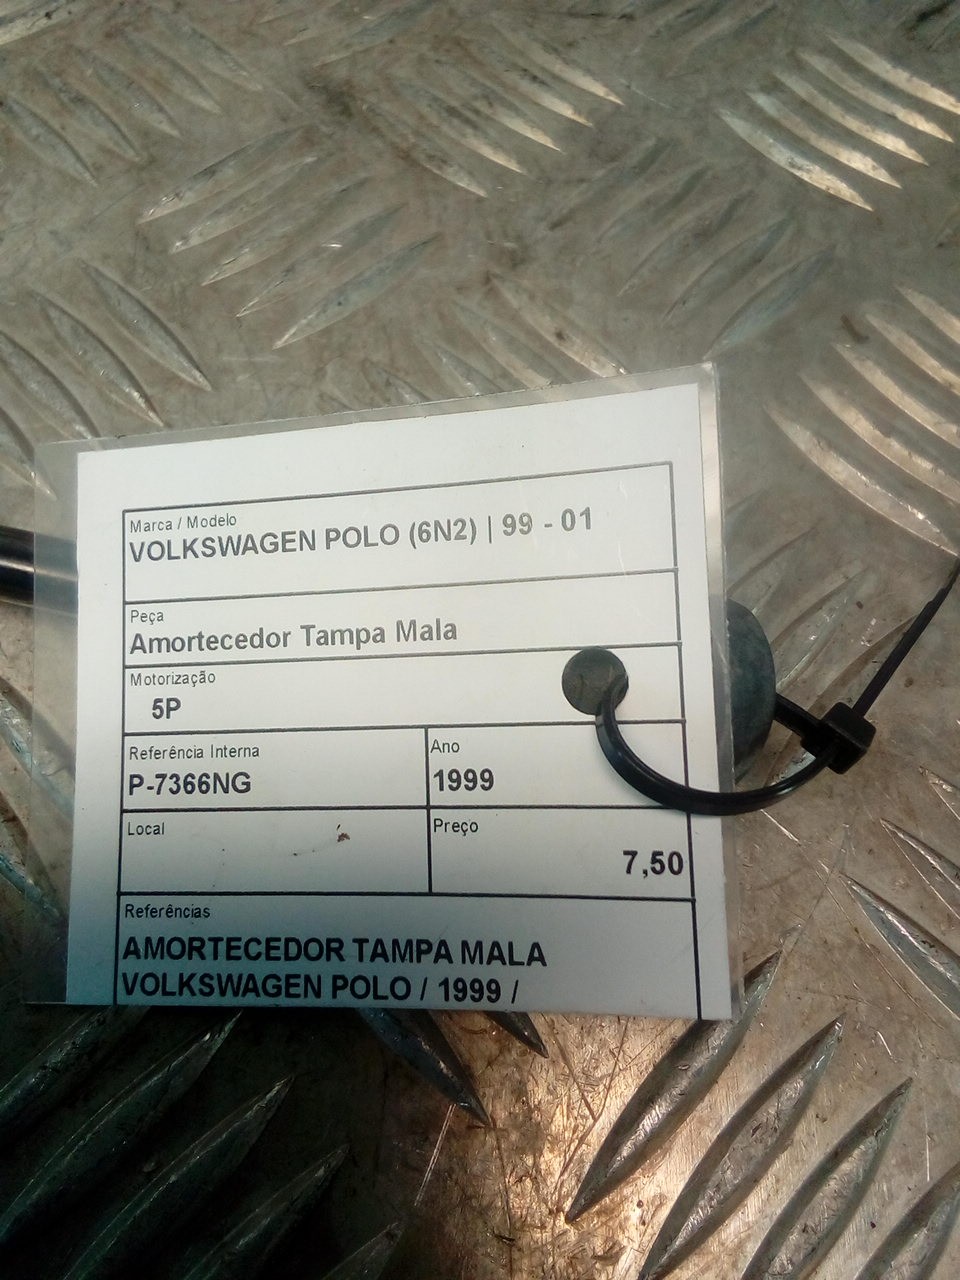 Marca / Modelo
VOLKSWAGEN POLO (6N2) | 99 - 01
Peça
Amortecedor Tampa Mala
Motorização
5P
Referência Interna
P-7366NG
Ano
1999
Local
Preço
7,50
Referências
AMORTECEDOR TAMPA MALA
VOLKSWAGEN POLO / 1999 /